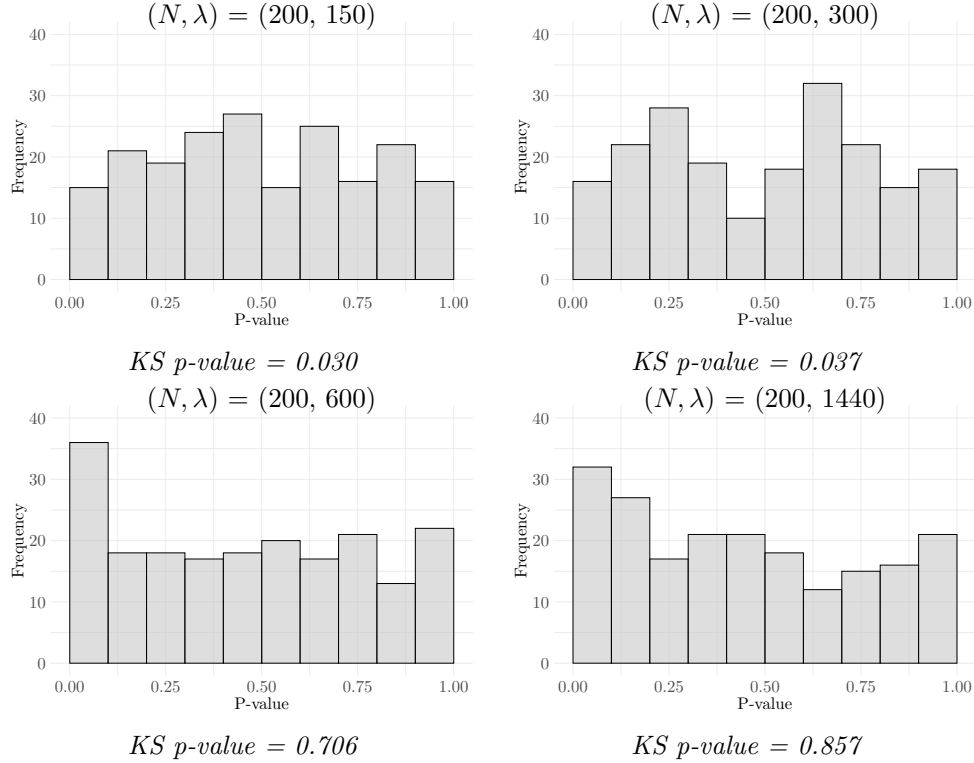 (N, λ) = (200, 150)
40
30
20
10
0
Frequency
0.00 0.25 0.50 0.75 1.00
P-value
KS p-value = 0.030
(N, λ) = (200, 300)
40
30
20
10
0
Frequency
0.00 0.25 0.50 0.75 1.00
P-value
KS p-value = 0.037
(N, λ) = (200, 600)
40
30
20
10
0
Frequency
0.00 0.25 0.50 0.75 1.00
P-value
KS p-value = 0.706
(N, λ) = (200, 1440)
40
30
20
10
0
Frequency
0.00 0.25 0.50 0.75 1.00
P-value
KS p-value = 0.857